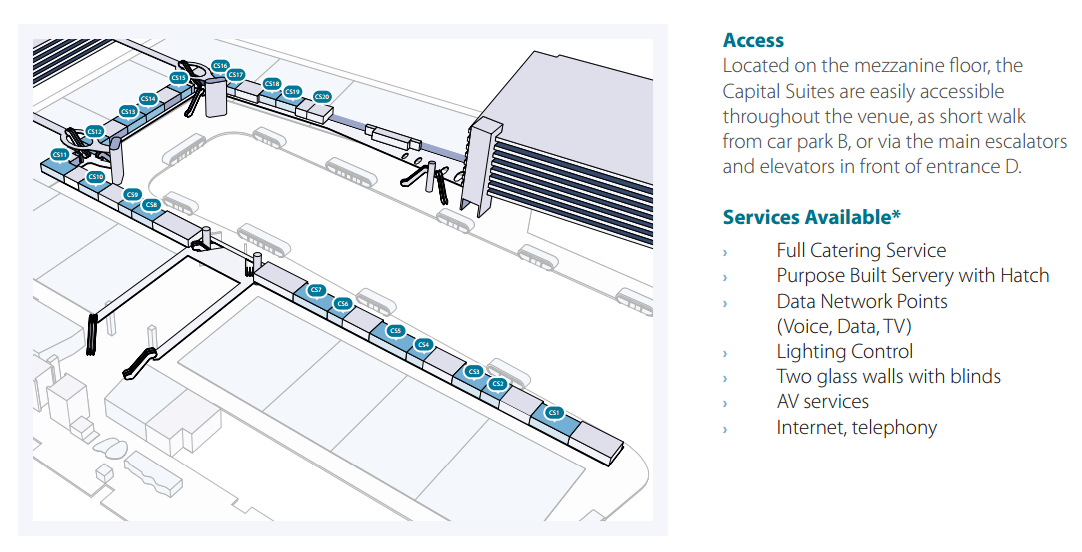 CS16
CS15
CS17
CS18
CS14
CS19
CS20
CS13
CS12
CS11
CS10
CS9
CS8
CS7
CS6
CS5
CS4
CS3
CS2
CS1
Access
Located on the mezzanine floor, the
Capital Suites are easily accessible
throughout the venue, as short walk
from car park B, or via the main escalators
and elevators in front of entrance D.
Services Available*
› Full Catering Service
› Purpose Built Servery with Hatch
› Data Network Points
(Voice, Data, TV)
› Lighting Control
› Two glass walls with blinds
› AV services
› Internet, telephony